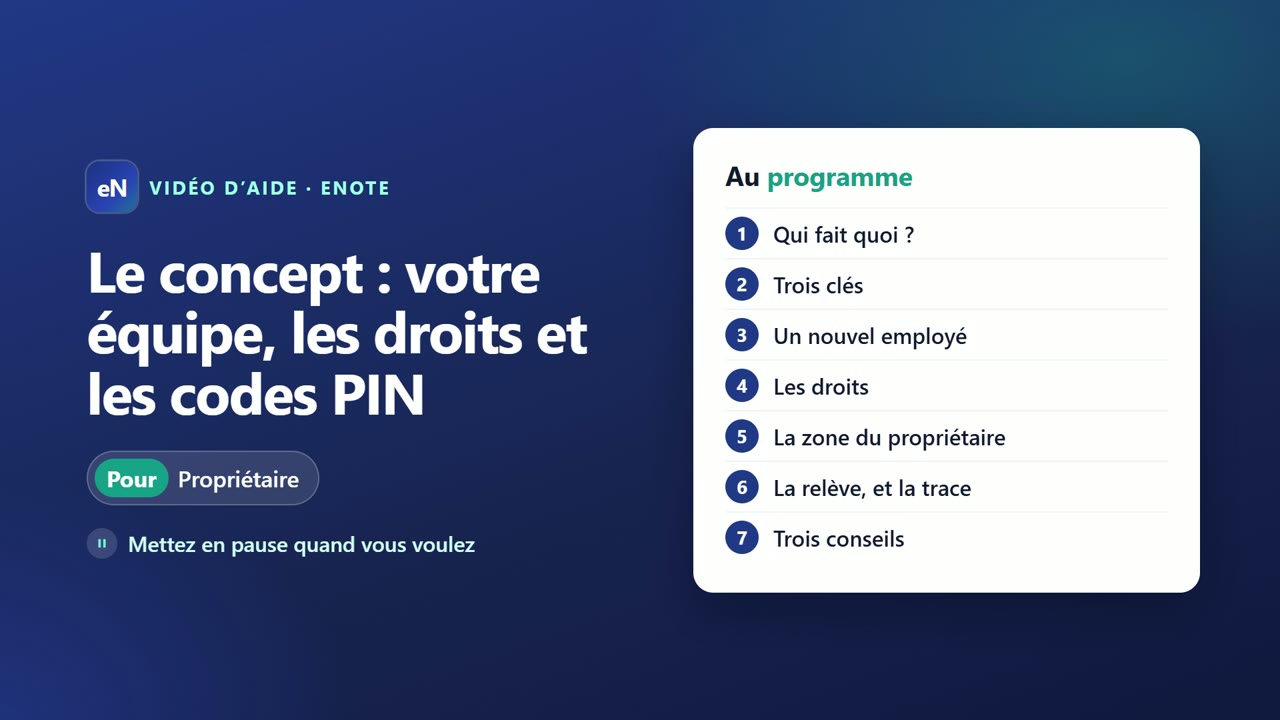 eN
VIDÉO D’AIDE · ENOTE
Le concept : votre
équipe, les droits et
les codes PIN
Pour Propriétaire
Mettez en pause quand vous voulez
Au programme
1 Qui fait quoi ?
2 Trois clés
3 Un nouvel employé
4 Les droits
5 La zone du propriétaire
6 La relève, et la trace
7 Trois conseils